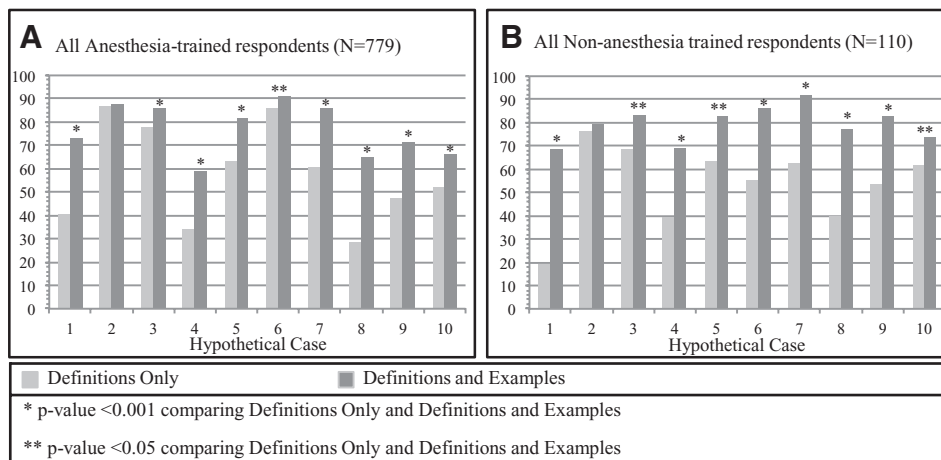 A All Anesthesia-trained respondents (N=779)
100
90
80
70
60
50
40
30
20
10
0
* * * * ** * * * *
1 2 3 4 5 6 7 8 9 10
Hypothetical Case
B All Non-anesthesia trained respondents (N=110)
100
90
80
70
60
50
40
30
20
10
0
* ** * ** * * * * **
1 2 3 4 5 6 7 8 9 10
Hypothetical Case
Definitions Only Definitions and Examples
* p-value <0.001 comparing Definitions Only and Definitions and Examples
** p-value <0.05 comparing Definitions Only and Definitions and Examples